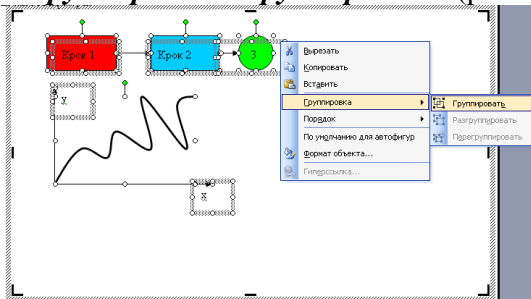 Крок 1
Крок 2
3
y
x
Вырезать
Копировать
Вставить
Группировка
Порядок
По умолчанию для автофигур
Формат объекта...
Гиперссылка...
Группировать
Разгруппировать
Перегруппировать